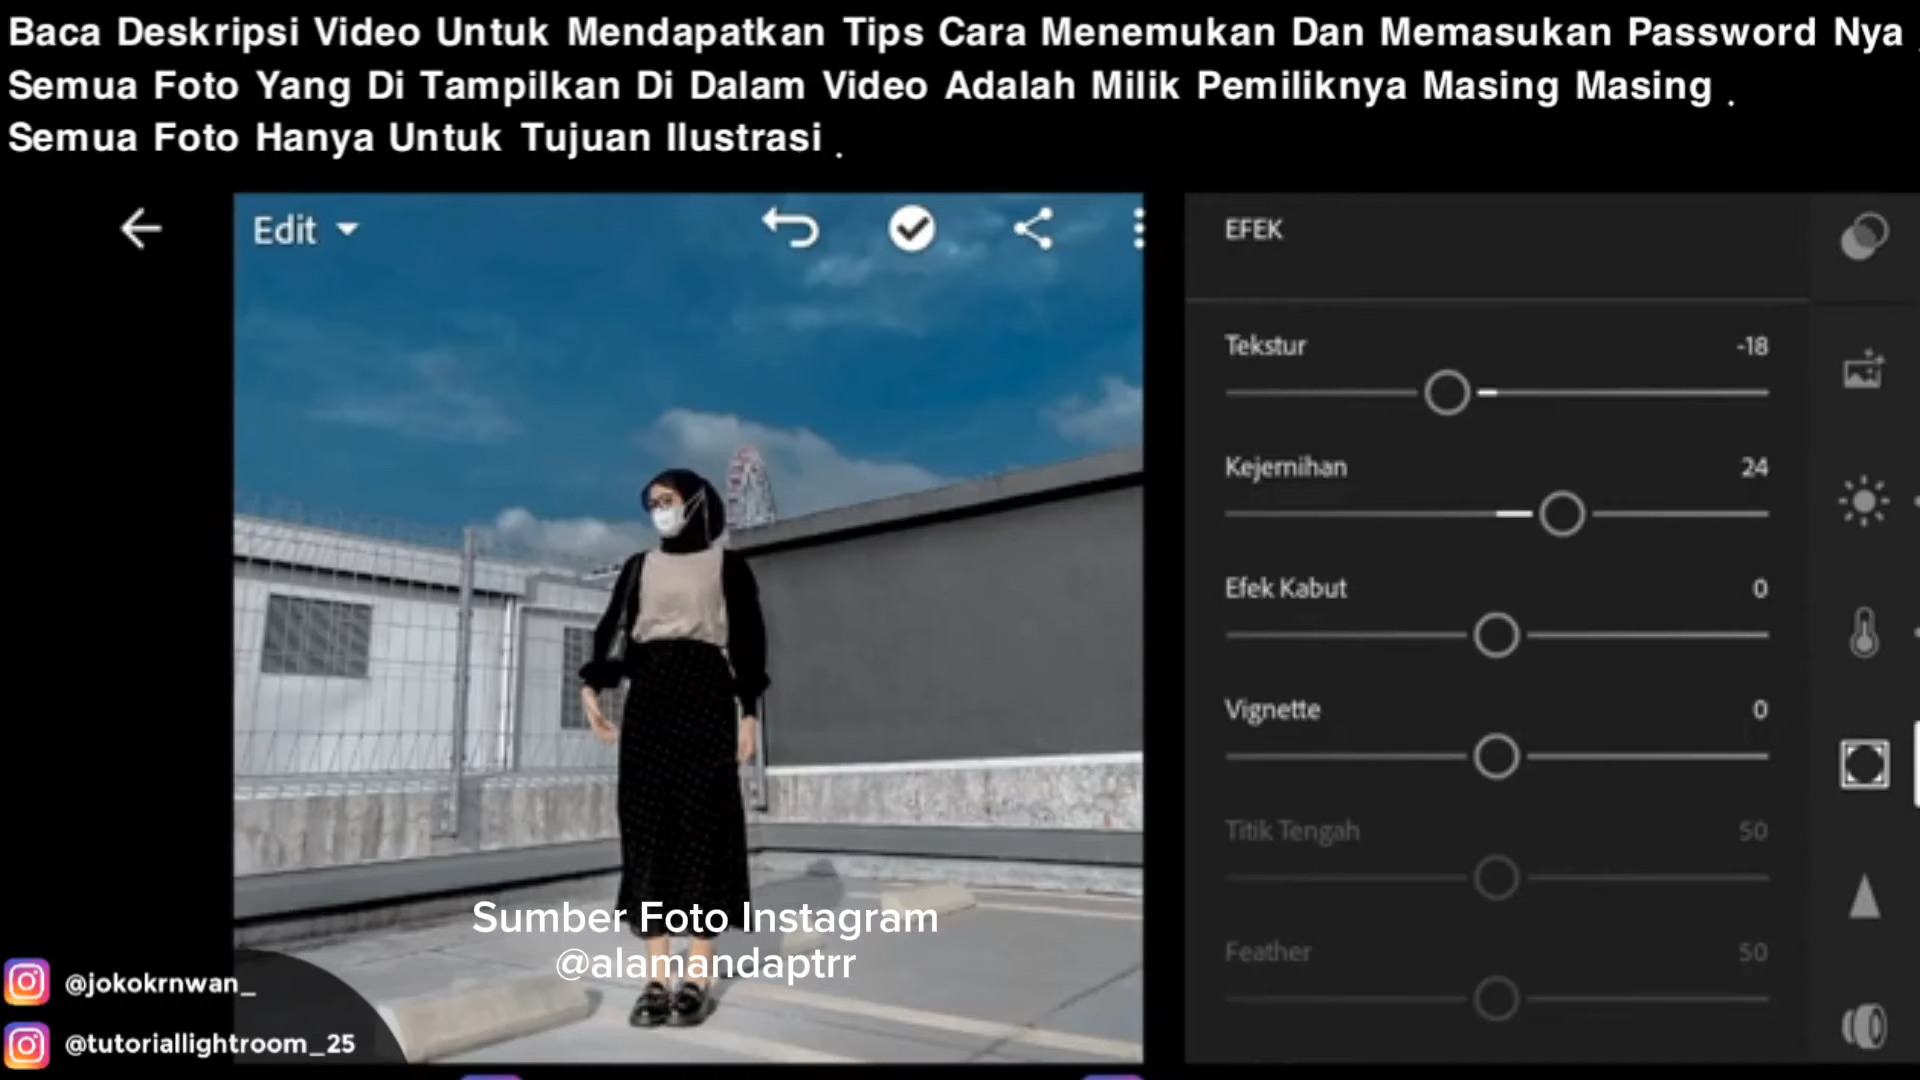 Baca Deskripsi Video Untuk Mendapatkan Tips Cara Menemukan Dan Memasukan Password Nya
Semua Foto Yang Di Tampilkan Di Dalam Video Adalah Milik Pemiliknya Masing Masing .
Semua Foto Hanya Untuk Tujuan Ilustrasi .
Edit
EFEK
Tekstur -18
Kejernihan 24
Efek Kabut 0
Vignette 0
Titik Tengah 50
Feather 50
Sumber Foto Instagram
@alamandaptrr
@jokokrnwan_
@tutoriallightroom_25